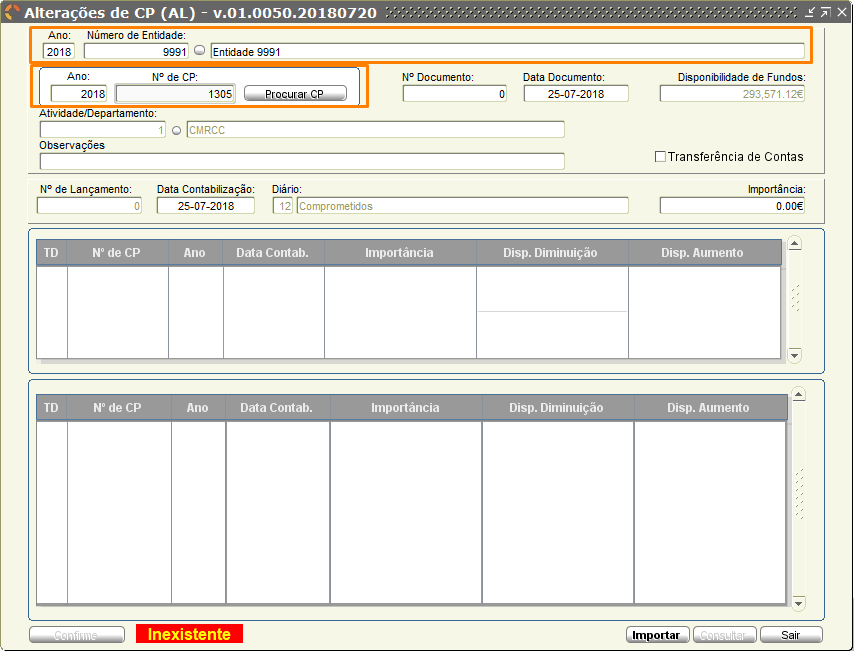 Alterações de CP (AL) - v.01.0050.20180720
Ano: Número de Entidade:
2018 9991 Entidade 9991
Ano: Nº de CP: Nº Documento: Data Documento: Disponibilidade de Fundos:
2018 1305 Procurar CP 0 25-07-2018 293,571.12€
Atividade/Departamento:
1 CMRCC
Observações
Transferência de Contas
Nº de Lançamento: Data Contabilização: Diário: Importância:
0 25-07-2018 12 Comprometidos 0.00€
TD Nº de CP Ano Data Contab. Importância Disp. Diminuição Disp. Aumento
TD Nº de CP Ano Data Contab. Importância Disp. Diminuição Disp. Aumento
Confirme Inexistente Importar Consultar Sair